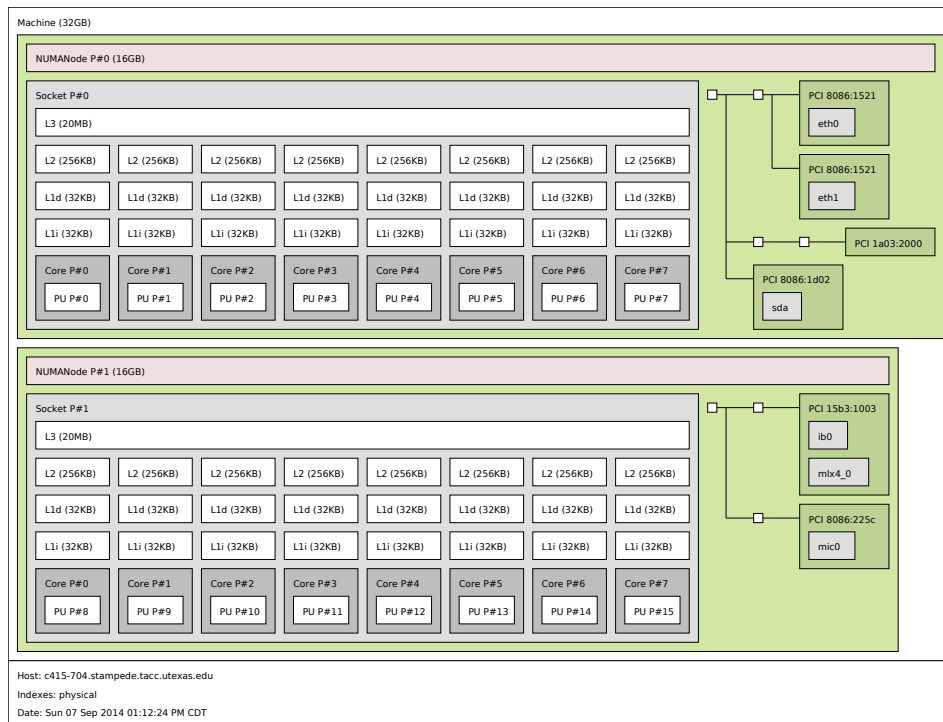 Machine (32GB)
NUMANode P#0 (16GB)
Socket P#0
L3 (20MB)
L2 (256KB) L2 (256KB) L2 (256KB) L2 (256KB) L2 (256KB) L2 (256KB) L2 (256KB) L2 (256KB)
L1d (32KB) L1d (32KB) L1d (32KB) L1d (32KB) L1d (32KB) L1d (32KB) L1d (32KB) L1d (32KB)
L1i (32KB) L1i (32KB) L1i (32KB) L1i (32KB) L1i (32KB) L1i (32KB) L1i (32KB) L1i (32KB)
Core P#0 Core P#1 Core P#2 Core P#3 Core P#4 Core P#5 Core P#6 Core P#7
PU P#0 PU P#1 PU P#2 PU P#3 PU P#4 PU P#5 PU P#6 PU P#7
PCI 8086:1521
eth0
PCI 8086:1521
eth1
PCI 1a03:2000
PCI 8086:1d02
sda
NUMANode P#1 (16GB)
Socket P#1
L3 (20MB)
L2 (256KB) L2 (256KB) L2 (256KB) L2 (256KB) L2 (256KB) L2 (256KB) L2 (256KB) L2 (256KB)
L1d (32KB) L1d (32KB) L1d (32KB) L1d (32KB) L1d (32KB) L1d (32KB) L1d (32KB) L1d (32KB)
L1i (32KB) L1i (32KB) L1i (32KB) L1i (32KB) L1i (32KB) L1i (32KB) L1i (32KB) L1i (32KB)
Core P#0 Core P#1 Core P#2 Core P#3 Core P#4 Core P#5 Core P#6 Core P#7
PU P#8 PU P#9 PU P#10 PU P#11 PU P#12 PU P#13 PU P#14 PU P#15
PCI 15b3:1003
ib0
mlx4_0
PCI 8086:225c
mic0
Host: c415-704.stampede.tacc.utexas.edu
Indexes: physical
Date: Sun 07 Sep 2014 01:12:24 PM CDT